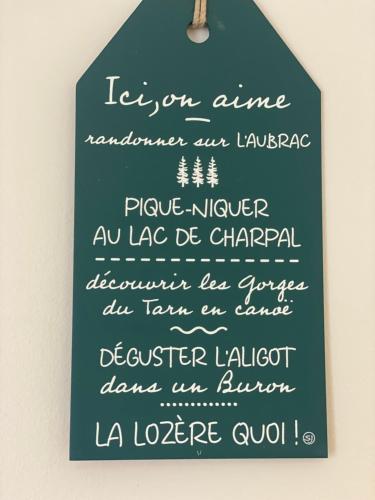 Ici, on aime
randonner sur L'AUBRAC
PIQUE-NIQUER
AU LAC DE CHARPAL
découvrir les Gorges
du Tarn en canoë
DÉGUSTER L'ALIGOT
dans un Buron
LA LOZÈRE QUOI ! SJ